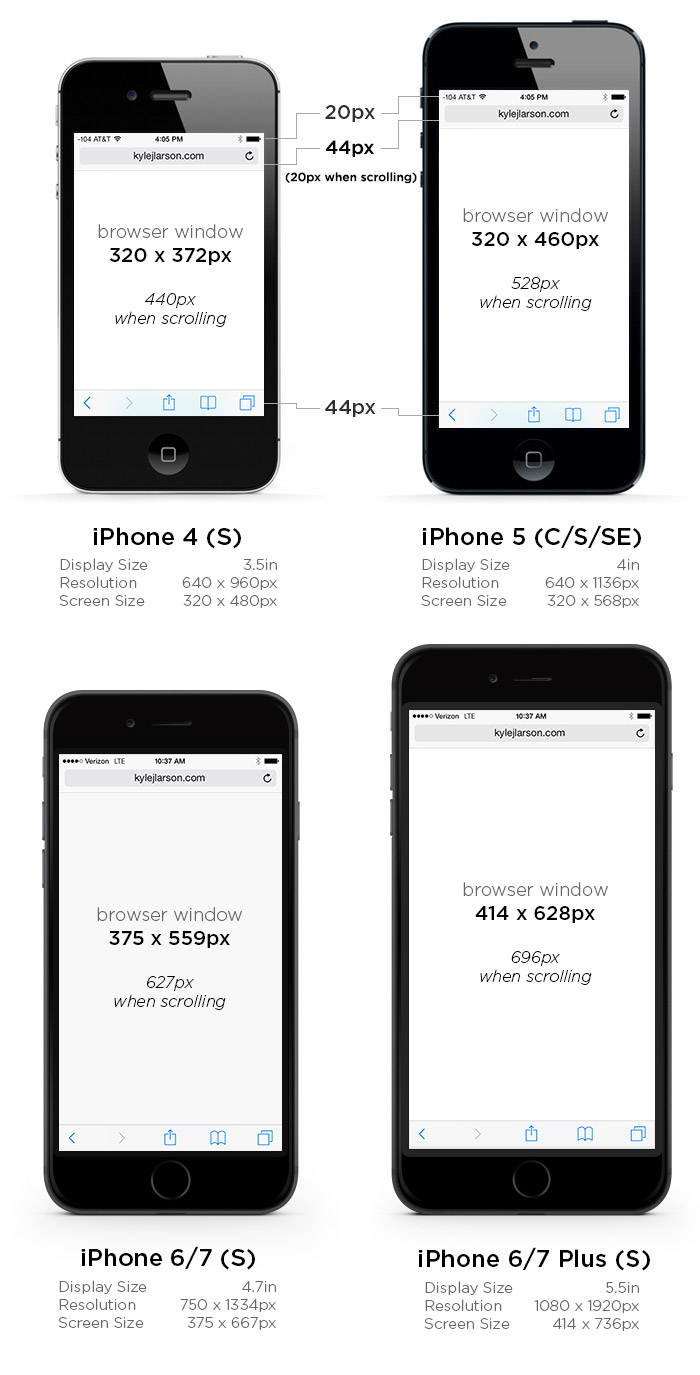 -104 AT&T 4:05 PM
kylejlarson.com
browser window
320 x 372px
440px
when scrolling
20px
44px
(20px when scrolling)
44px
-104 AT&T 4:05 PM
kylejlarson.com
browser window
320 x 460px
528px
when scrolling
iPhone 4 (S)
Display Size 3.5in
Resolution 640 x 960px
Screen Size 320 x 480px
iPhone 5 (C/S/SE)
Display Size 4in
Resolution 640 x 1136px
Screen Size 320 x 568px
Verizon LTE 10:37 AM
kylejlarson.com
browser window
375 x 559px
627px
when scrolling
Verizon LTE 10:37 AM
kylejlarson.com
browser window
414 x 628px
696px
when scrolling
iPhone 6/7 (S)
Display Size 4.7in
Resolution 750 x 1334px
Screen Size 375 x 667px
iPhone 6/7 Plus (S)
Display Size 5.5in
Resolution 1080 x 1920px
Screen Size 414 x 736px